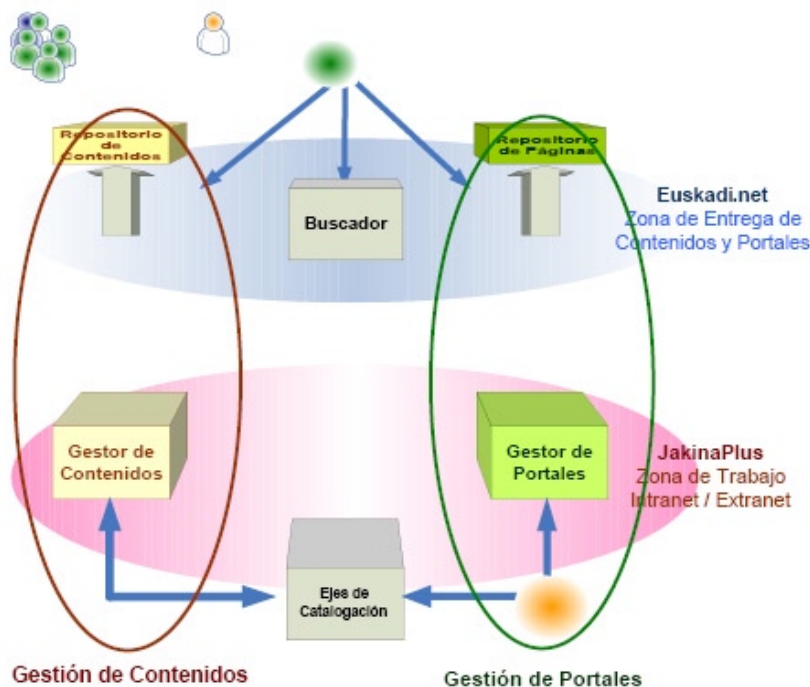 Repositorio
de
Contenidos
Repositorio
de Páginas
Buscador
Euskadi.net
Zona de Entrega de
Contenidos y Portales
Gestor de
Contenidos
Gestor de
Portales
JakinaPlus
Zona de Trabajo
Intranet / Extranet
Ejes de
Catalogación
Gestión de Contenidos
Gestión de Portales